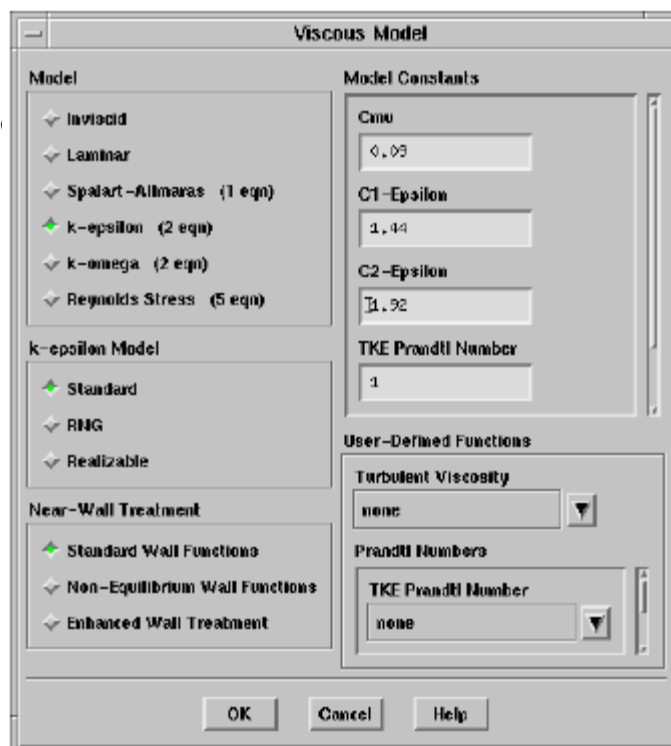 Viscous Model
Model
Inviscid
Laminar
Spalart-Allmaras (1 eqn)
k-epsilon (2 eqn)
k-omega (2 eqn)
Reynolds Stress (5 eqn)
k-epsilon Model
Standard
RNG
Realizable
Near-Wall Treatment
Standard Wall Functions
Non-Equilibrium Wall Functions
Enhanced Wall Treatment
Model Constants
Cmu
0.09
C1-Epsilon
1.44
C2-Epsilon
1.92
TKE Prandtl Number
1
User-Defined Functions
Turbulent Viscosity
none
Prandtl Numbers
TKE Prandtl Number
none
OK
Cancel
Help